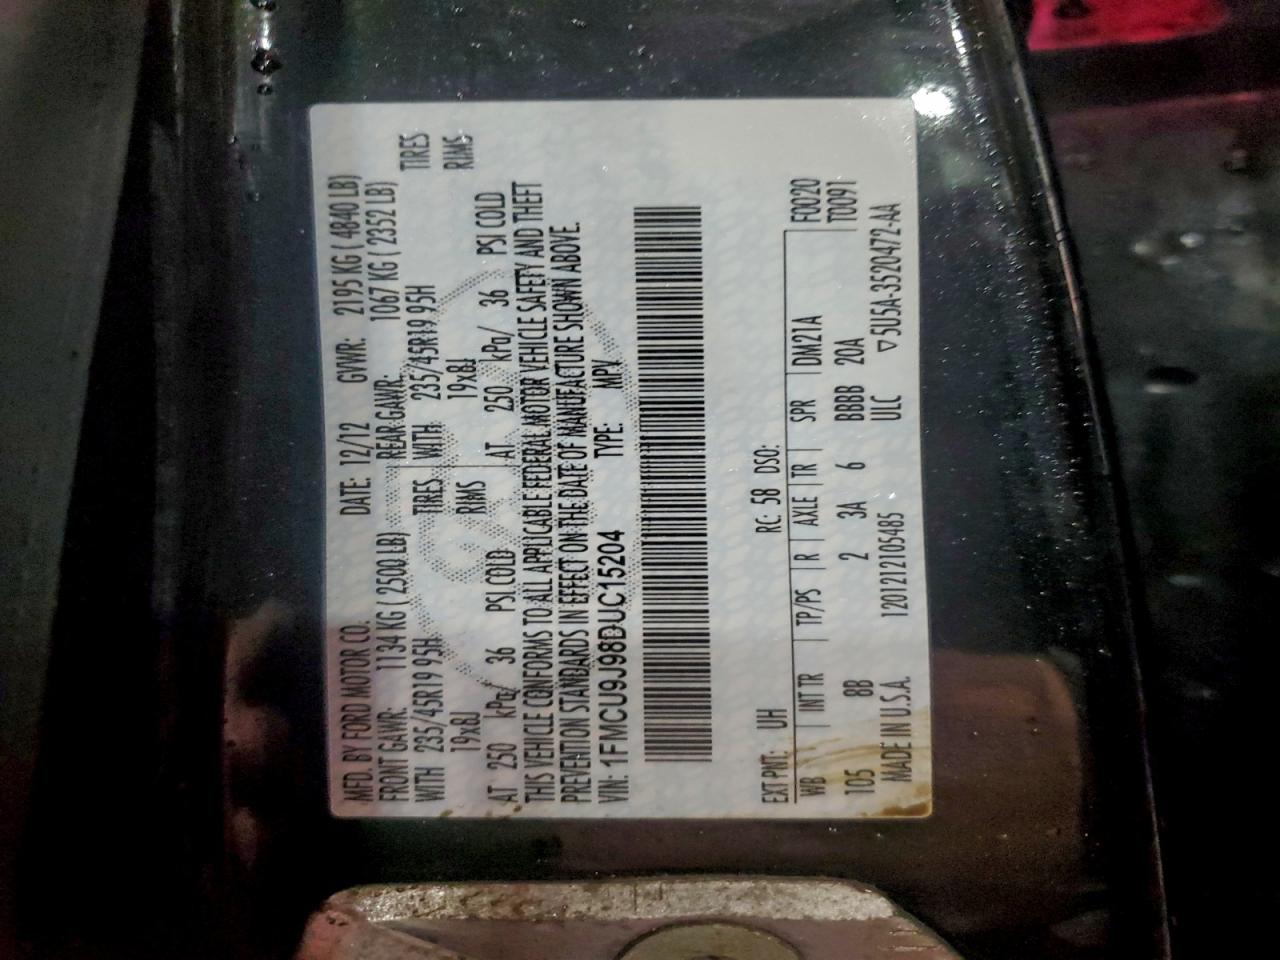 MFD. BY FORD MOTOR CO. DATE: 12/12 GVWR: 2195 KG ( 4840 LB)
FRONT GAWR: 1134 KG ( 2500 LB) REAR GAWR: 1067 KG ( 2352 LB)
WITH 235/45R19 95H TIRES WITH 235/45R19 95H TIRES
19x8J RIMS 19x8J RIMS
AT 250 kPa/ 36 PSI COLD AT 250 kPa/ 36 PSI COLD
THIS VEHICLE CONFORMS TO ALL APPLICABLE FEDERAL MOTOR VEHICLE SAFETY AND THEFT
PREVENTION STANDARDS IN EFFECT ON THE DATE OF MANUFACTURE SHOWN ABOVE.
VIN: 1FMCU9J98DUC15204 TYPE: MPV
EXT PNT: UH RC: 58 DSO:
WB INT TR TP/PS R AXLE TR SPR DM21A F0020
105 8B 2 3A 6 BBBB 20A T0091
MADE IN U.S.A. 1201212105485 ULC ▽5U5A-3520472-AA